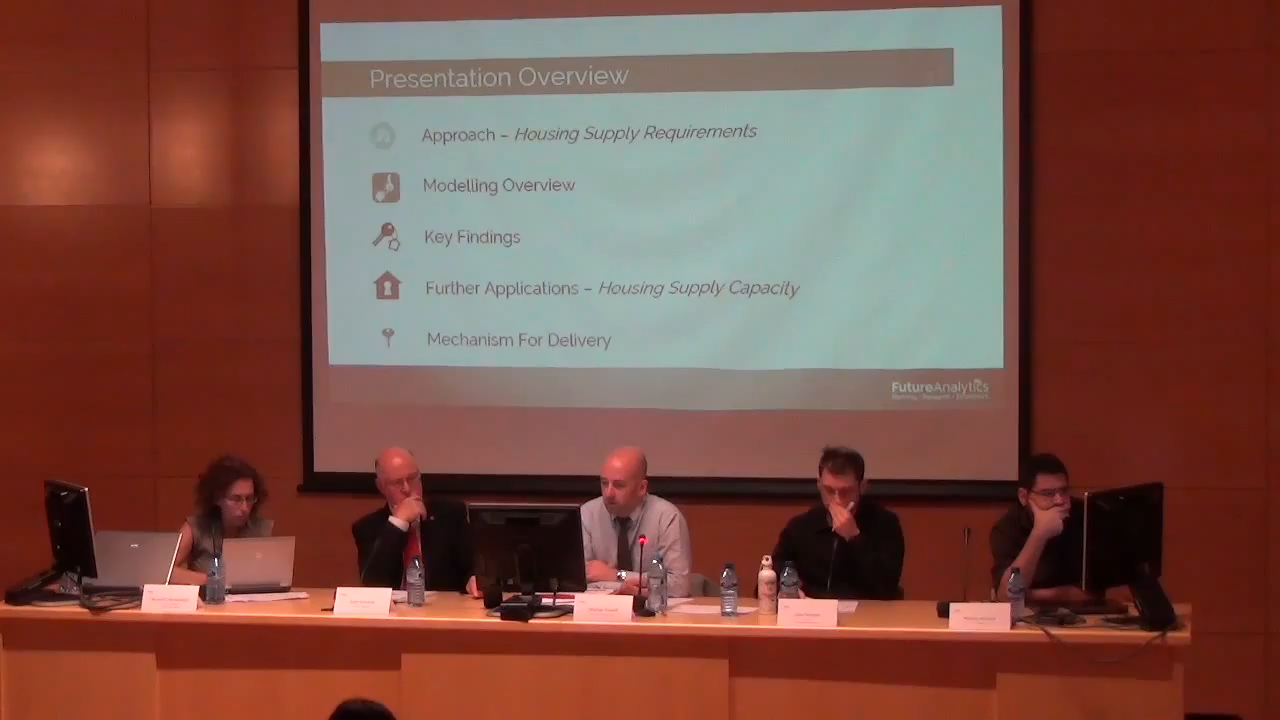 Presentation Overview
Approach – Housing Supply Requirements
Modelling Overview
Key Findings
Further Applications – Housing Supply Capacity
Mechanism For Delivery
FutureAnalytics